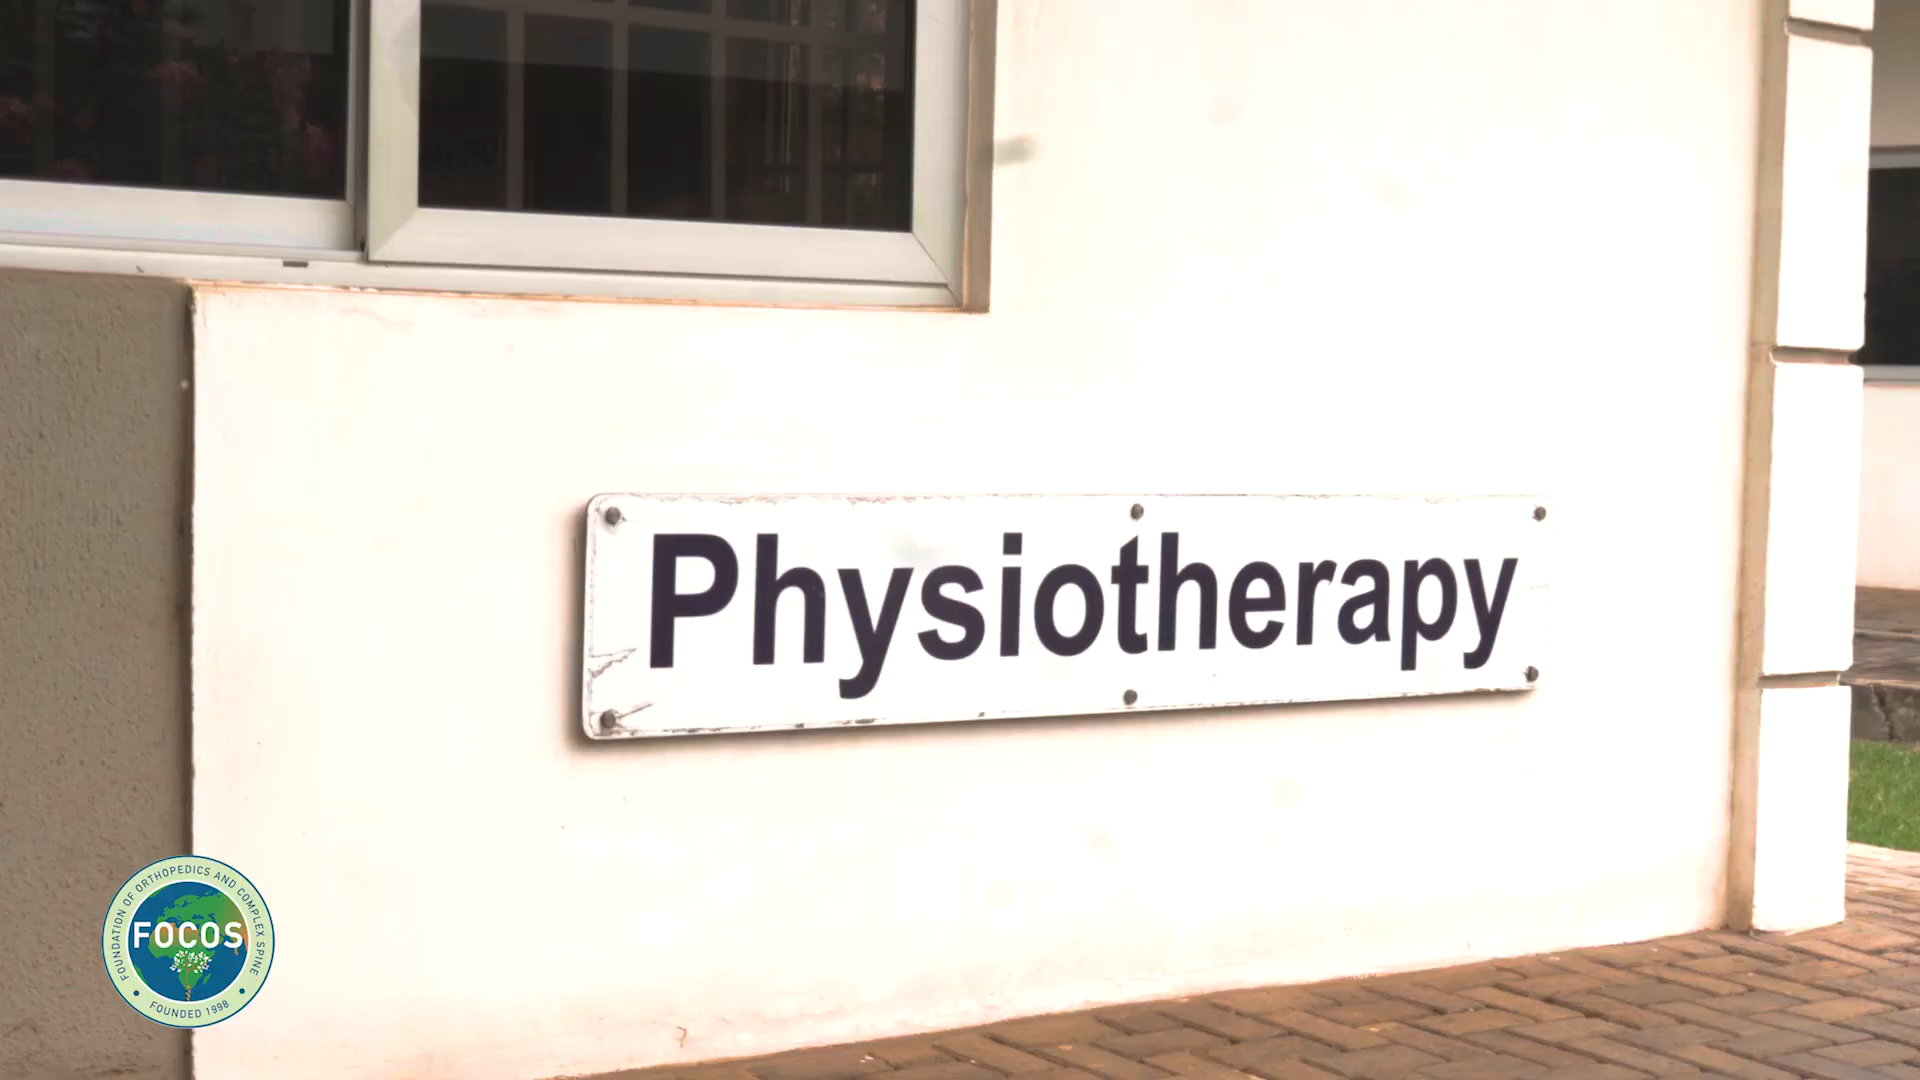 Physiotherapy
FOUNDATION OF ORTHOPEDICS AND COMPLEX SPINE
FOCOS
FOUNDED 1998